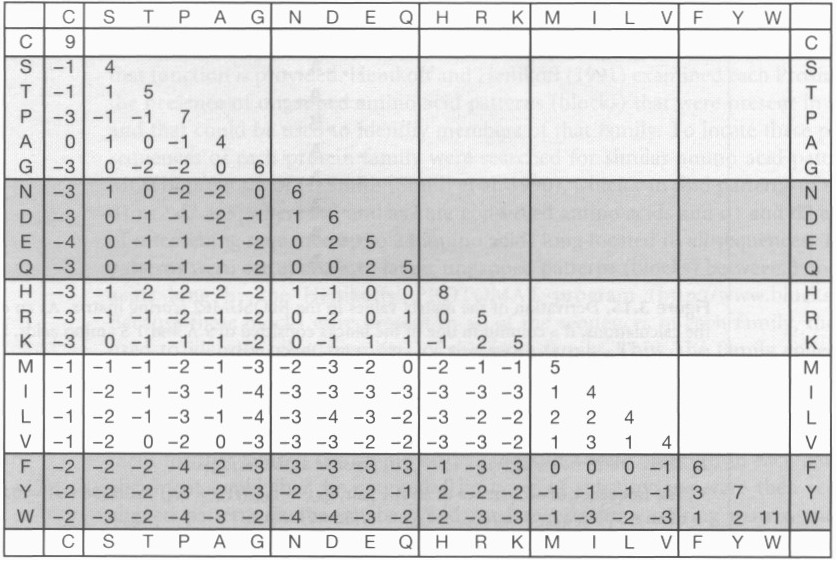 C S T P A G N D E Q H R K M I L V F Y W
C 9 C
S –1 4 S
T –1 1 5 T
P –3 –1 –1 7 P
A 0 1 0 –1 4 A
G –3 0 –2 –2 0 6 G
N –3 1 0 –2 –2 0 6 N
D –3 0 –1 –1 –2 –1 1 6 D
E –4 0 –1 –1 –1 –2 0 2 5 E
Q –3 0 –1 –1 –1 –2 0 0 2 5 Q
H –3 –1 –2 –2 –2 –2 1 –1 0 0 8 H
R –3 –1 –1 –2 –1 –2 0 –2 0 1 0 5 R
K –3 0 –1 –1 –1 –2 0 –1 1 1 –1 2 5 K
M –1 –1 –1 –2 –1 –3 –2 –3 –2 0 –2 –1 –1 5 M
I –1 –2 –1 –3 –1 –4 –3 –3 –3 –3 –3 –3 –3 1 4 I
L –1 –2 –1 –3 –1 –4 –3 –4 –3 –2 –3 –2 –2 2 2 4 L
V –1 –2 0 –2 0 –3 –3 –3 –2 –2 –3 –3 –2 1 3 1 4 V
F –2 –2 –2 –4 –2 –3 –3 –3 –3 –3 –1 –3 –3 0 0 0 –1 6 F
Y –2 –2 –2 –3 –2 –3 –2 –3 –2 –1 2 –2 –2 –1 –1 –1 –1 3 7 Y
W –2 –3 –2 –4 –3 –2 –4 –4 –3 –2 –2 –3 –3 –1 –3 –2 –3 1 2 11 W
C S T P A G N D E Q H R K M I L V F Y W